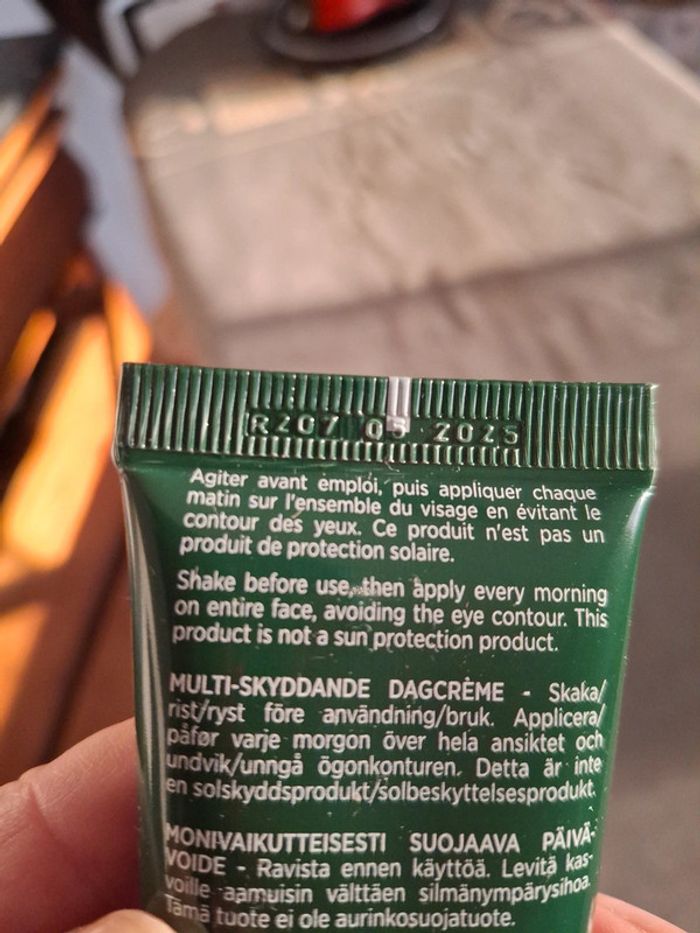 R207 05 2025
Agiter avant emploi, puis appliquer chaque
matin sur l'ensemble du visage en évitant le
contour des yeux. Ce produit n'est pas un
produit de protection solaire.
Shake before use, then apply every morning
on entire face, avoiding the eye contour. This
product is not a sun protection product.
MULTI-SKYDDANDE DAGCRÈME - Skaka/
rist/ryst före användning/bruk. Applicera/
påfør varje morgon över hela ansiktet och
undvik/unngå ögonkonturen. Detta är inte
en solskyddsprodukt/solbeskyttelsesprodukt.
MONIVAIKUTTEISESTI SUOJAAVA PÄIVÄ-
VOIDE - Ravista ennen käyttöä. Levitä kas-
voille aamuisin välttäen silmänympärysihoa.
Tämä tuote ei ole aurinkosuojatuote.